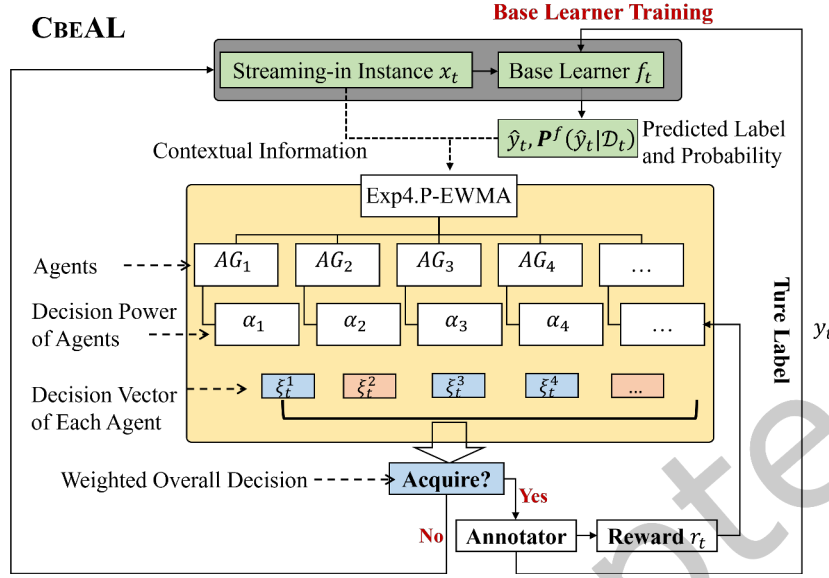 Base Learner Training
CBEAL
Streaming-in Instance x_t
Base Learner f_t
ŷ_t, P^f(ŷ_t|𝒟_t)
Predicted Label
and Probability
Contextual Information
Exp4.P-EWMA
Agents
AG_1
AG_2
AG_3
AG_4
...
Decision Power
of Agents
α_1
α_2
α_3
α_4
...
Ture Label
y_t
Decision Vector
of Each Agent
ξ_t^1
ξ_t^2
ξ_t^3
ξ_t^4
...
Weighted Overall Decision
Acquire?
Yes
No
Annotator
Reward r_t